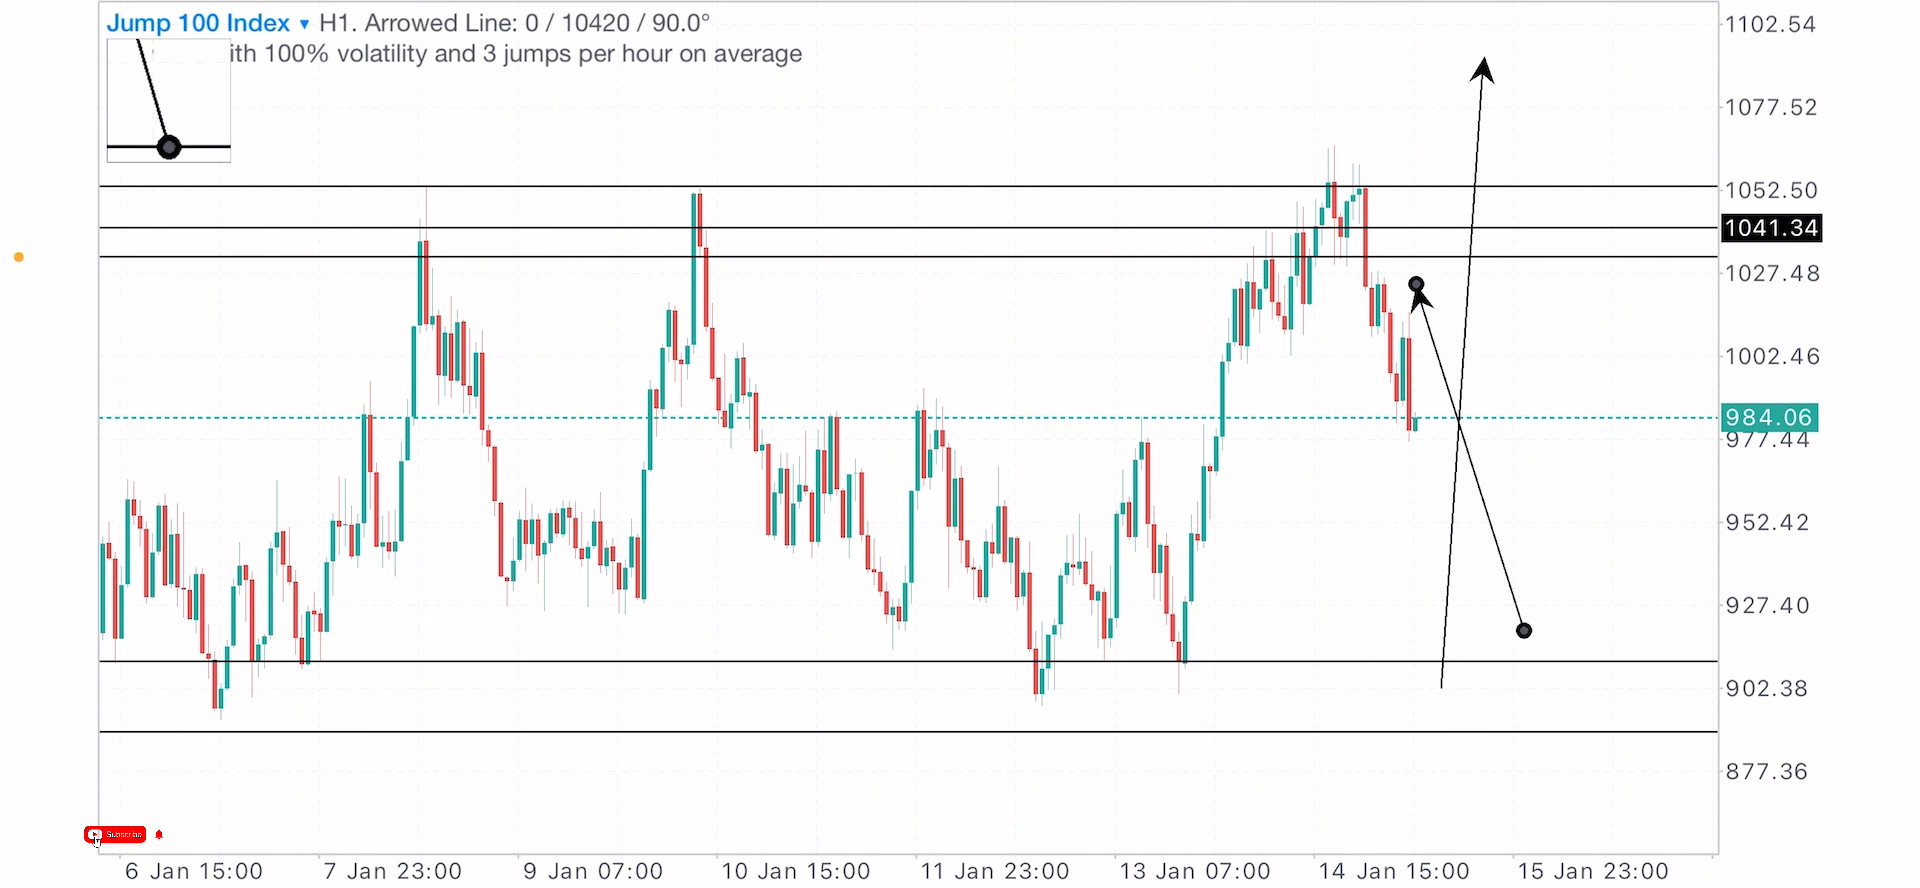 Jump 100 Index ▾ H1. Arrowed Line: 0 / 10420 / 90.0°
ith 100% volatility and 3 jumps per hour on average
1102.54
1077.52
1052.50
1041.34
1027.48
1002.46
984.06
977.44
952.42
927.40
902.38
877.36
Subscribe
6 Jan 15:00
7 Jan 23:00
9 Jan 07:00
10 Jan 15:00
11 Jan 23:00
13 Jan 07:00
14 Jan 15:00
15 Jan 23:00